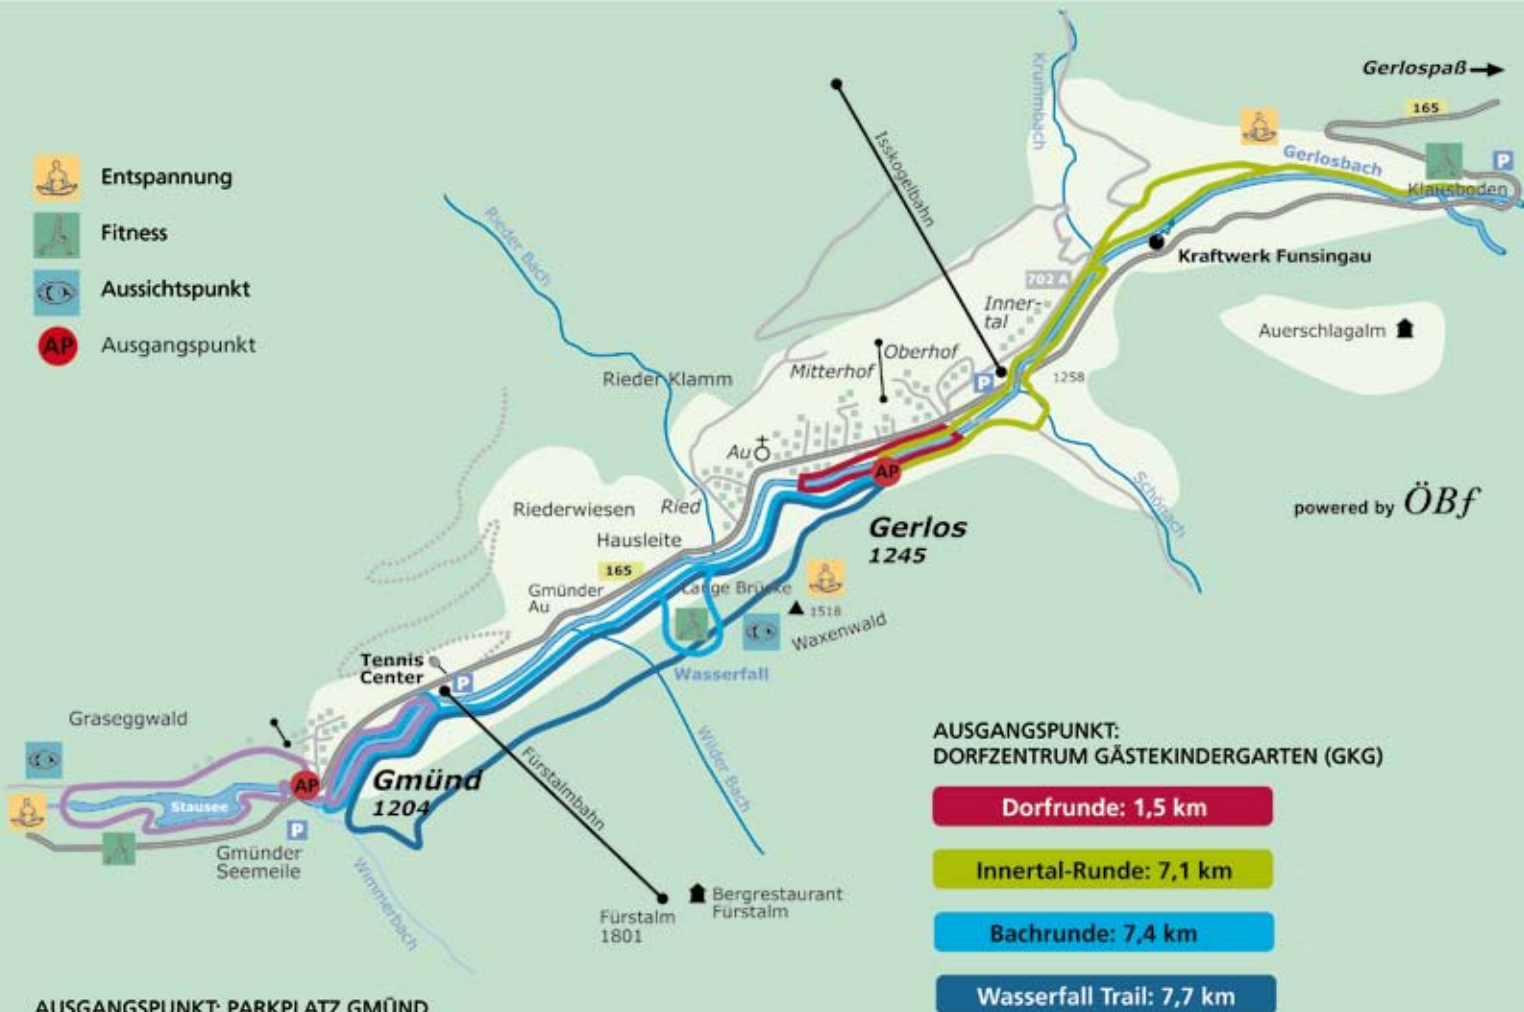 Gerlospaß
165
Krummbach
Isskogelbahn
Gerlosbach
P
Klausboden
Entspannung
Fitness
Aussichtspunkt
AP
Ausgangspunkt
Rieder Bach
Kraftwerk Funsingau
702 A
Inner-
tal
Auerschlagalm
Oberhof
Mitterhof
P
1258
Rieder Klamm
Au
AP
Ried
Riederwiesen
Hausleite
Schönach
powered by ÖBf
Gerlos
1245
165
Gmünder
Au
Lange Brücke
1518
Waxenwald
Tennis
Center
P
Wasserfall
Graseggwald
Wilder Bach
Fürstalmbahn
AP
Gmünd
1204
Stausee
P
Gmünder
Seemeile
Wimmerbach
Fürstalm
1801
Bergrestaurant
Fürstalm
AUSGANGSPUNKT:
DORFZENTRUM GÄSTEKINDERGARTEN (GKG)
Dorfrunde: 1,5 km
Innertal-Runde: 7,1 km
Bachrunde: 7,4 km
Wasserfall Trail: 7,7 km
AUSGANGSPUNKT: PARKPLATZ GMÜND